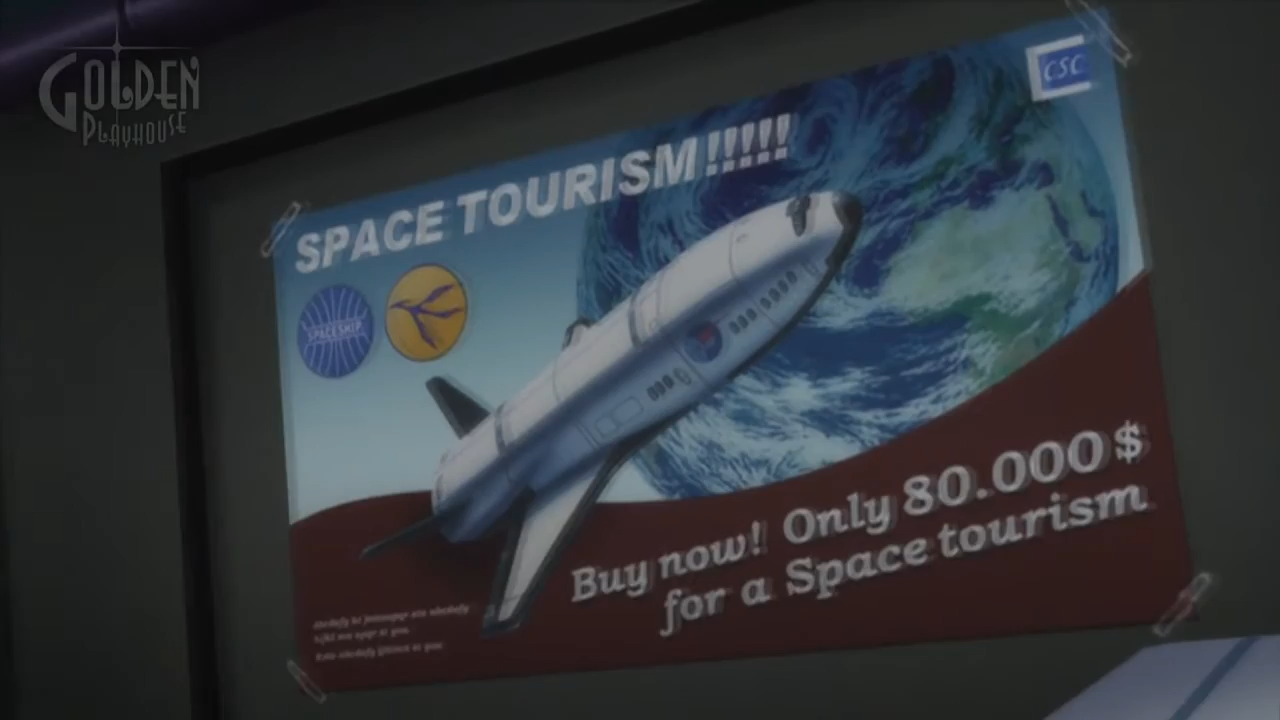 GOLDEN
PLAYHOUSE
CSC
SPACE TOURISM!!!!!
SPACESHIP
Buy now! Only 80.000$
for a Space tourism